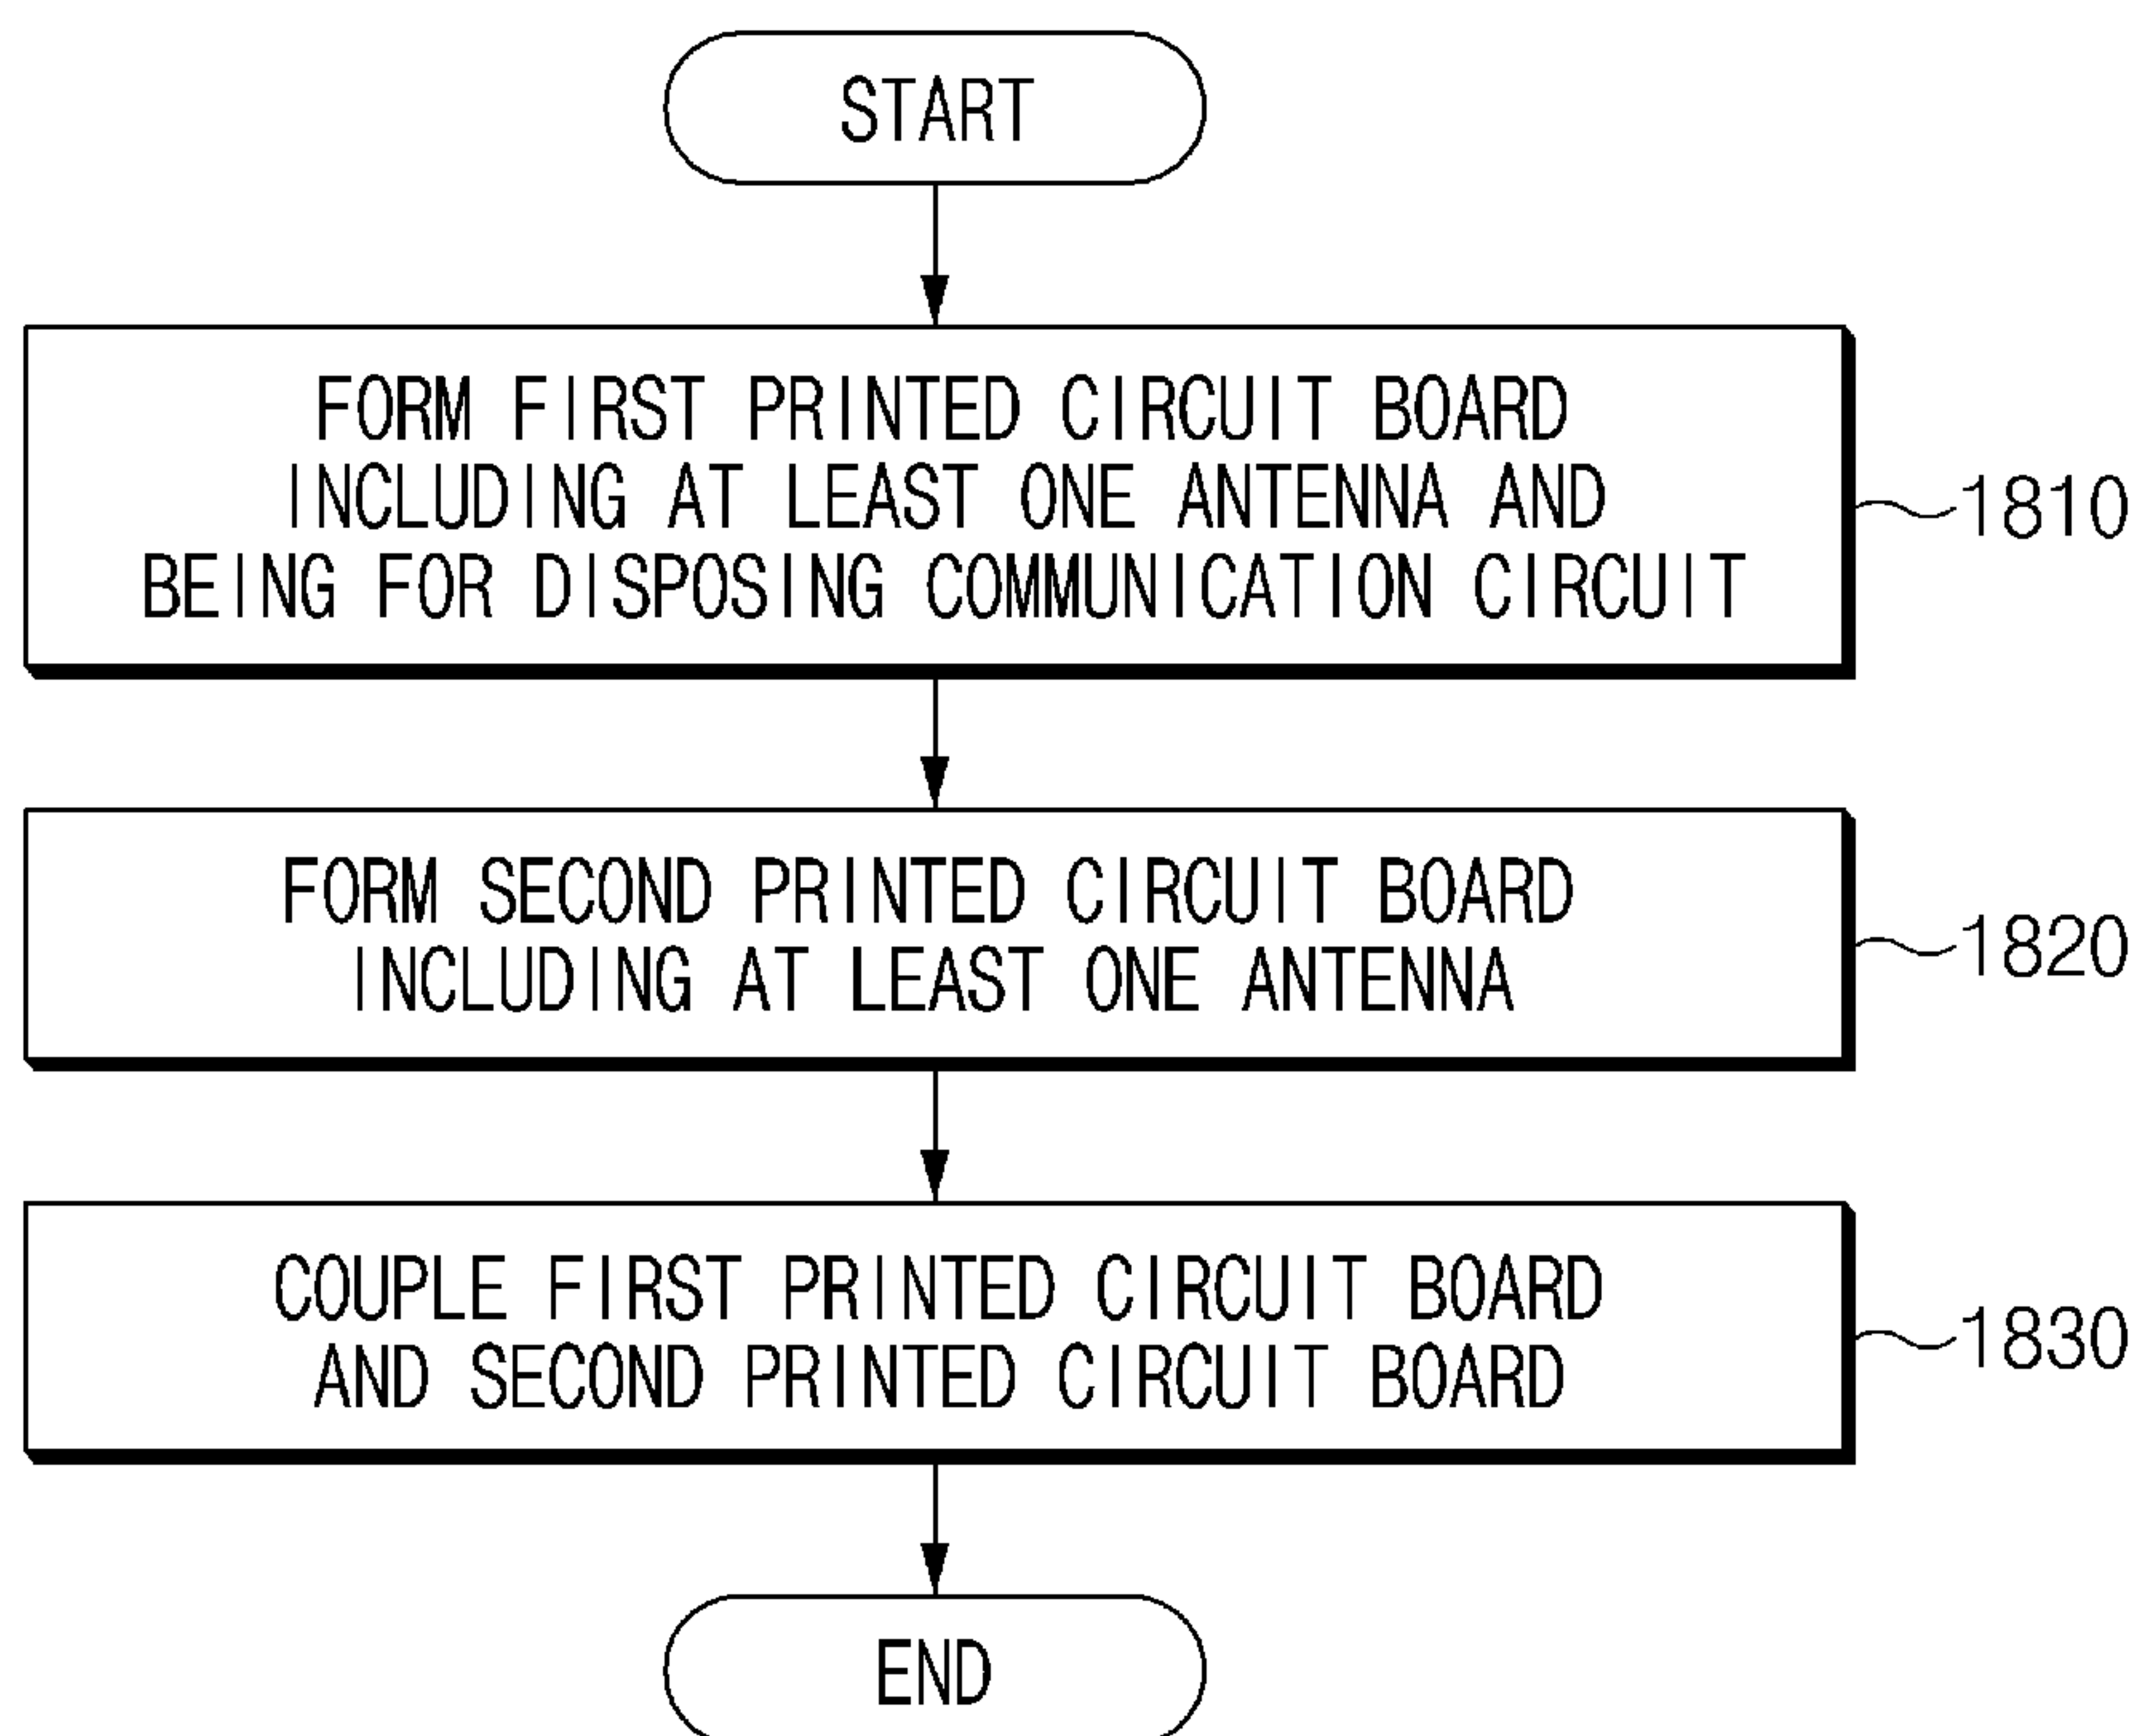 START
FORM FIRST PRINTED CIRCUIT BOARD
INCLUDING AT LEAST ONE ANTENNA AND
BEING FOR DISPOSING COMMUNICATION CIRCUIT
1810
FORM SECOND PRINTED CIRCUIT BOARD
INCLUDING AT LEAST ONE ANTENNA
1820
COUPLE FIRST PRINTED CIRCUIT BOARD
AND SECOND PRINTED CIRCUIT BOARD
1830
END